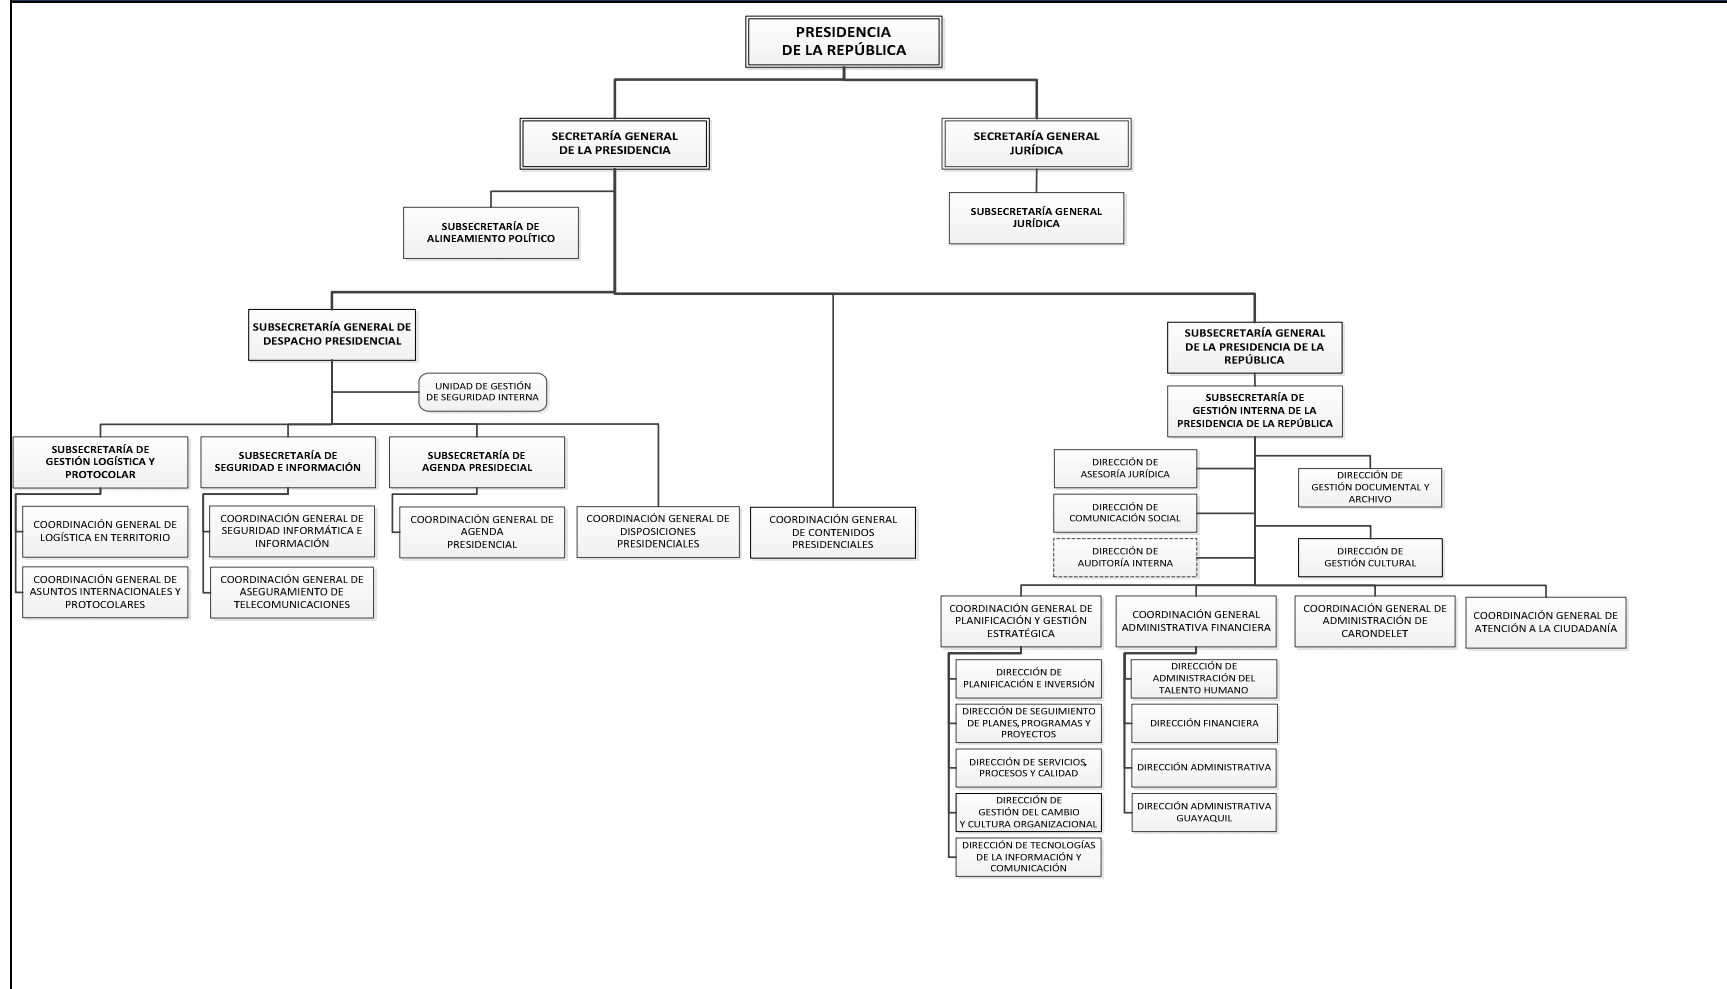 PRESIDENCIA
DE LA REPÚBLICA
SECRETARÍA GENERAL
DE LA PRESIDENCIA
SECRETARÍA GENERAL
JURÍDICA
SUBSECRETARÍA DE
ALINEAMIENTO POLÍTICO
SUBSECRETARÍA GENERAL
JURÍDICA
SUBSECRETARÍA GENERAL DE
DESPACHO PRESIDENCIAL
SUBSECRETARÍA GENERAL
DE LA PRESIDENCIA DE LA
REPÚBLICA
UNIDAD DE GESTIÓN
DE SEGURIDAD INTERNA
SUBSECRETARÍA DE
GESTIÓN INTERNA DE LA
PRESIDENCIA DE LA REPÚBLICA
SUBSECRETARÍA DE
GESTIÓN LOGÍSTICA Y
PROTOCOLAR
SUBSECRETARÍA DE
SEGURIDAD E INFORMACIÓN
SUBSECRETARÍA DE
AGENDA PRESIDECIAL
DIRECCIÓN DE
ASESORÍA JURÍDICA
DIRECCIÓN DE
GESTIÓN DOCUMENTAL Y
ARCHIVO
COORDINACIÓN GENERAL DE
LOGÍSTICA EN TERRITORIO
COORDINACIÓN GENERAL DE
SEGURIDAD INFORMÁTICA E
INFORMACIÓN
COORDINACIÓN GENERAL DE
AGENDA
PRESIDENCIAL
COORDINACIÓN GENERAL DE
DISPOSICIONES
PRESIDENCIALES
COORDINACIÓN GENERAL
DE CONTENIDOS
PRESIDENCIALES
DIRECCIÓN DE
COMUNICACIÓN SOCIAL
DIRECCIÓN DE
AUDITORÍA INTERNA
DIRECCIÓN DE
GESTIÓN CULTURAL
COORDINACIÓN GENERAL DE
ASUNTOS INTERNACIONALES Y
PROTOCOLARES
COORDINACIÓN GENERAL DE
ASEGURAMIENTO DE
TELECOMUNICACIONES
COORDINACIÓN GENERAL DE
PLANIFICACIÓN Y GESTIÓN
ESTRATÉGICA
COORDINACIÓN GENERAL
ADMINISTRATIVA FINANCIERA
COORDINACIÓN GENERAL DE
ADMINISTRACIÓN DE
CARONDELET
COORDINACIÓN GENERAL DE
ATENCIÓN A LA CIUDADANÍA
DIRECCIÓN DE
PLANIFICACIÓN E INVERSIÓN
DIRECCIÓN DE
ADMINISTRACIÓN DEL
TALENTO HUMANO
DIRECCIÓN DE SEGUIMIENTO
DE PLANES, PROGRAMAS Y
PROYECTOS
DIRECCIÓN FINANCIERA
DIRECCIÓN DE SERVICIOS,
PROCESOS Y CALIDAD
DIRECCIÓN ADMINISTRATIVA
DIRECCIÓN DE
GESTIÓN DEL CAMBIO
Y CULTURA ORGANIZACIONAL
DIRECCIÓN ADMINISTRATIVA
GUAYAQUIL
DIRECCIÓN DE TECNOLOGÍAS
DE LA INFORMACIÓN Y
COMUNICACIÓN